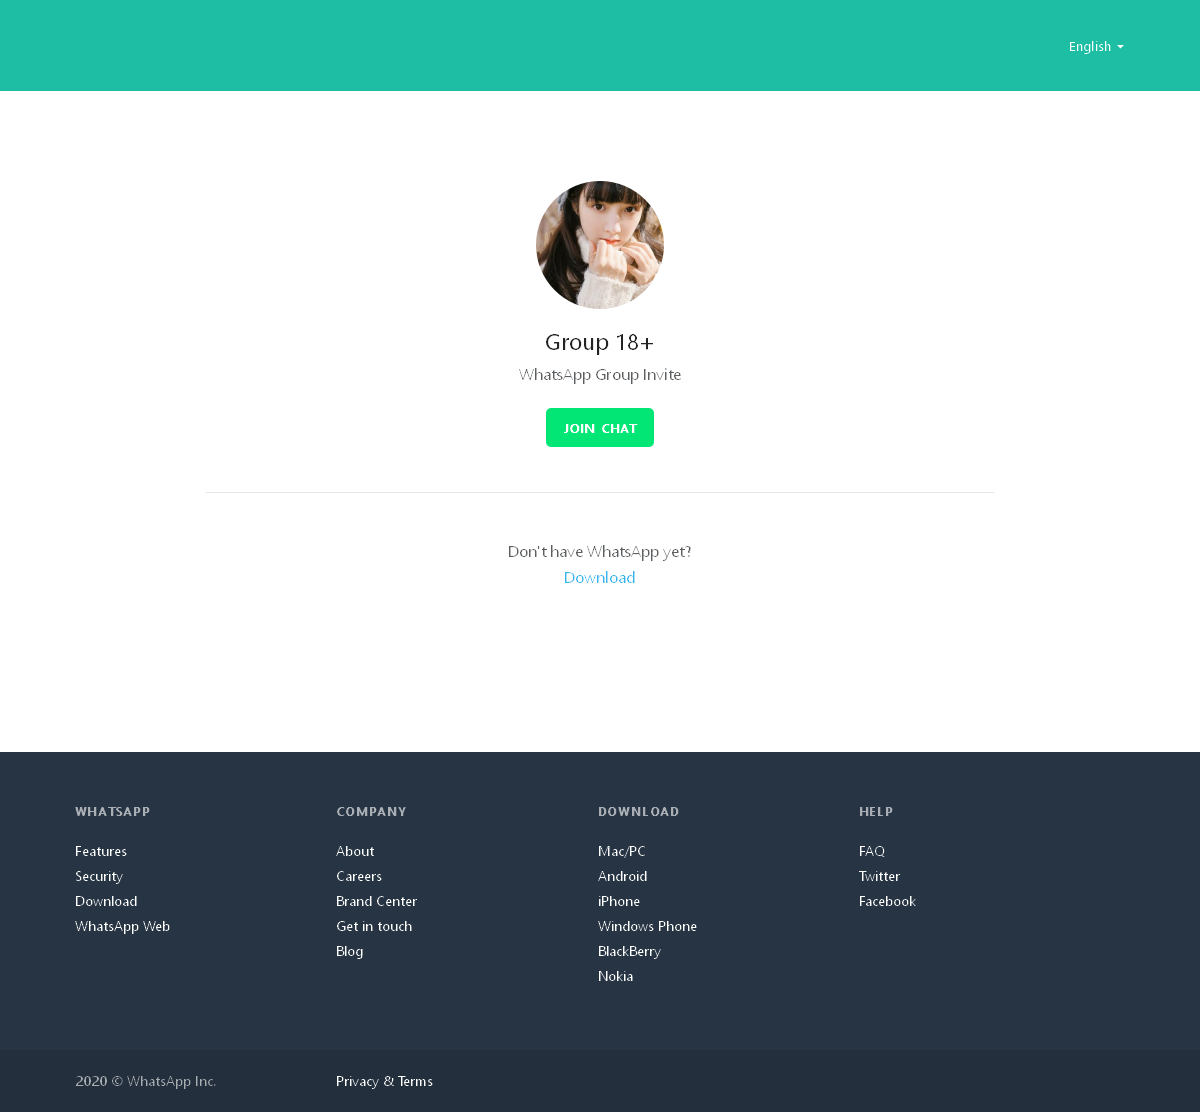 English
Group 18+
WhatsApp Group Invite
JOIN CHAT
Don't have WhatsApp yet?
Download
WHATSAPP
Features
Security
Download
WhatsApp Web
COMPANY
About
Careers
Brand Center
Get in touch
Blog
DOWNLOAD
Mac/PC
Android
iPhone
Windows Phone
BlackBerry
Nokia
HELP
FAQ
Twitter
Facebook
2020 © WhatsApp Inc.
Privacy & Terms